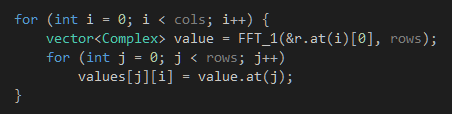 for (int i = 0; i < cols; i++) {
    vector<Complex> value = FFT_1(&r.at(i)[0], rows);
    for (int j = 0; j < rows; j++)
        values[j][i] = value.at(j);
}